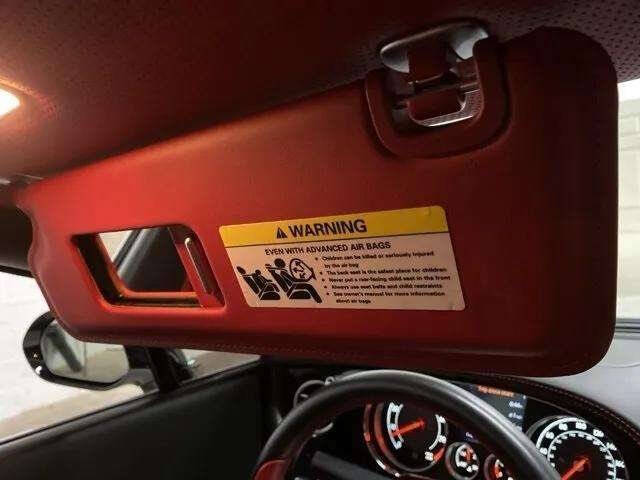 ⚠ WARNING
EVEN WITH ADVANCED AIR BAGS
• Children can be killed or seriously injured
by the air bag
• The back seat is the safest place for children
• Never put a rear-facing child seat in the front
• Always use seat belts and child restraints
• See owner's manual for more information
about air bags